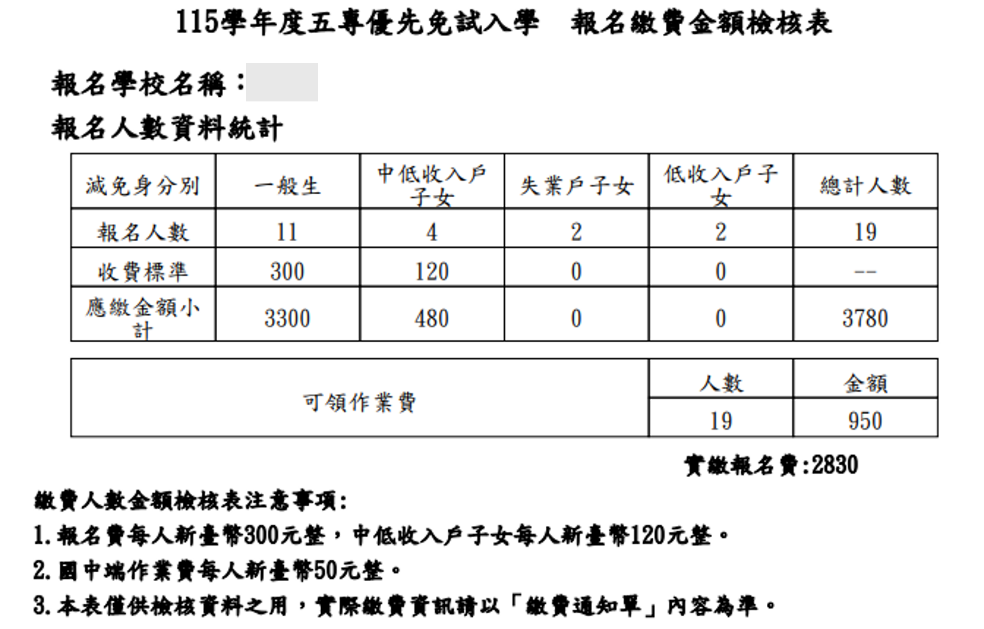 115學年度五專優先免試入學　報名繳費金額檢核表
報名學校名稱：
報名人數資料統計
減免身分別 一般生 中低收入戶子女 失業戶子女 低收入戶子女 總計人數
報名人數 11 4 2 2 19
收費標準 300 120 0 0 --
應繳金額小計 3300 480 0 0 3780
可領作業費 人數 金額
19 950
實繳報名費:2830
繳費人數金額檢核表注意事項:
1.報名費每人新臺幣300元整，中低收入戶子女每人新臺幣120元整。
2.國中端作業費每人新臺幣50元整。
3.本表僅供檢核資料之用，實際繳費資訊請以「繳費通知單」內容為準。